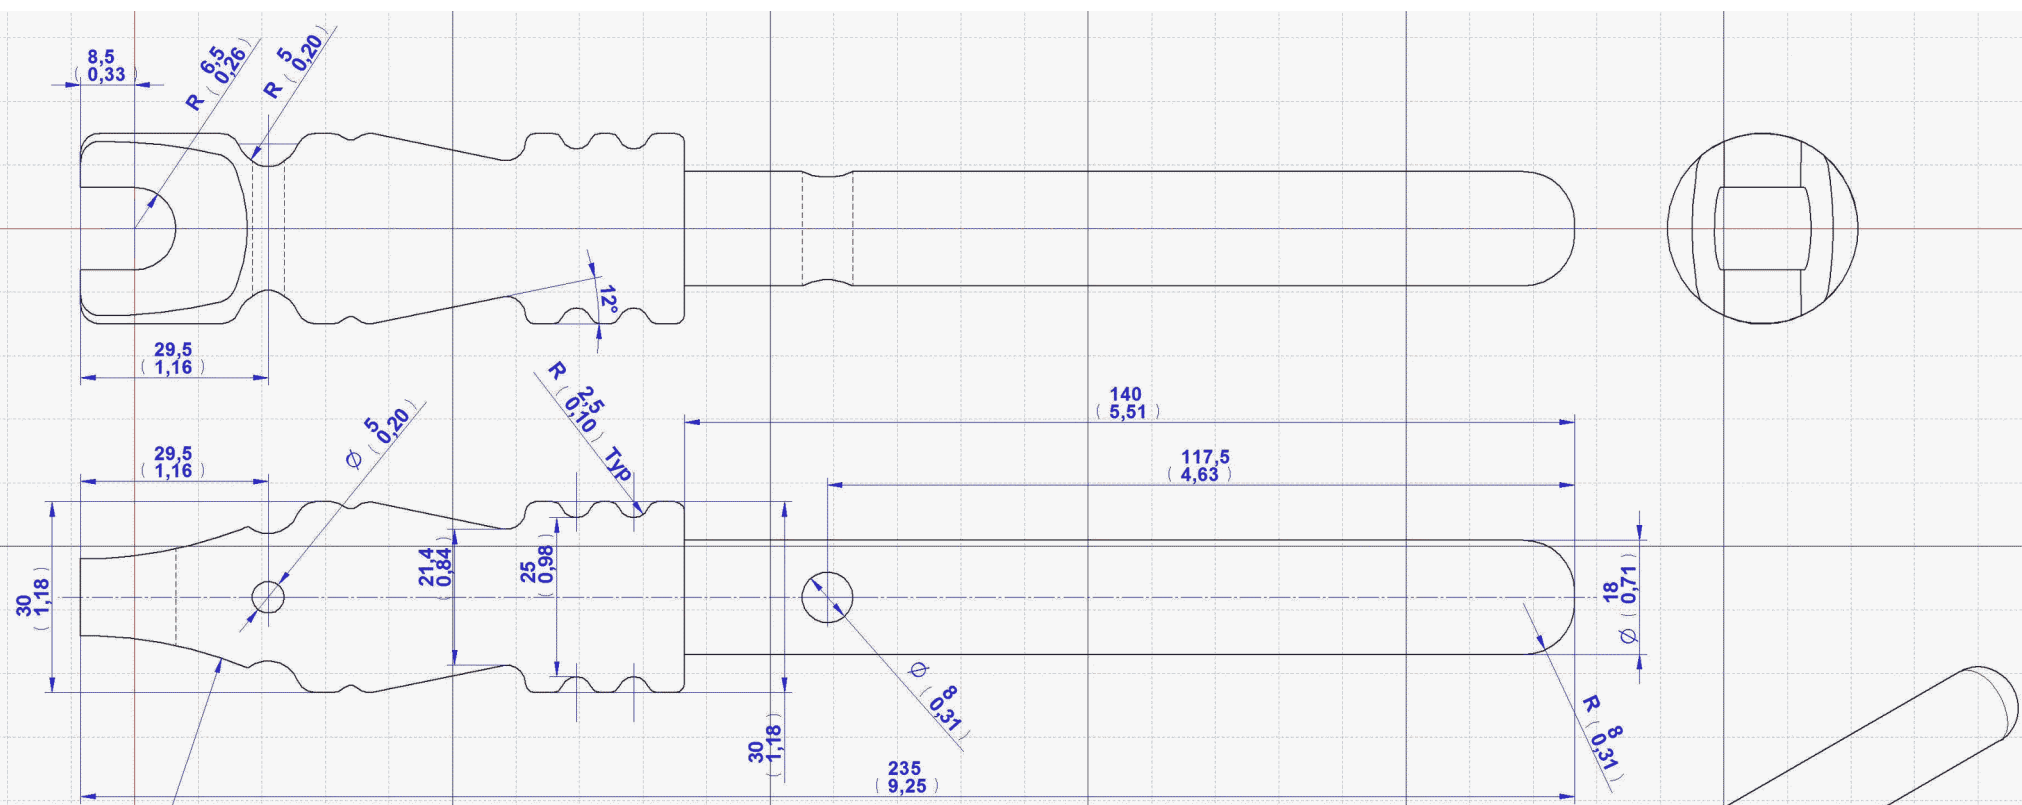 8,5
( 0,33 )
R 6,5
( 0,26 )
R 5
( 0,20 )
12°
29,5
( 1,16 )
R 2,5
( 0,10 ) Typ
140
( 5,51 )
117,5
( 4,63 )
29,5
( 1,16 )
Ø 5
( 0,20 )
30
( 1,18 )
21,4
( 0,84 )
25
( 0,98 )
30
( 1,18 )
Ø 8
( 0,31 )
Ø 18
( 0,71 )
R 8
( 0,31 )
235
( 9,25 )